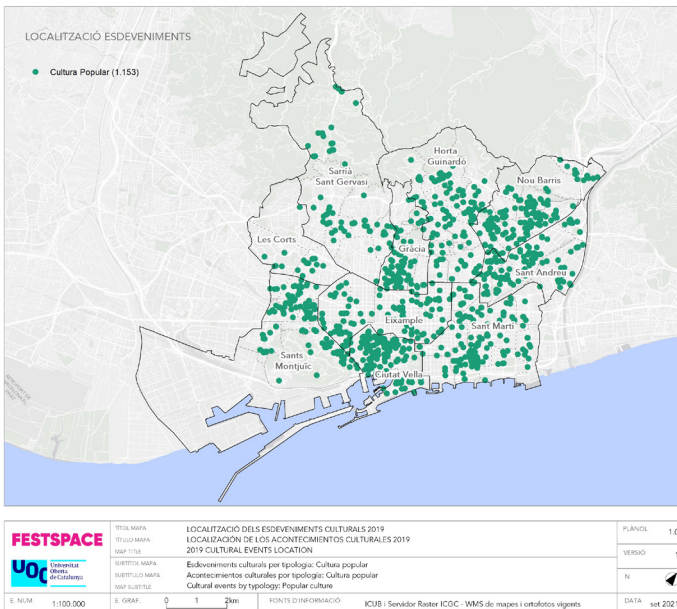 LOCALITZACIÓ ESDEVENIMENTS
Cultura Popular (1.153)
Horta
Guinardó
Nou Barris
Sarrià
Sant Gervasi
Les Corts
Gràcia
Sant Andreu
Eixample
Sant Martí
Sants
Montjuïc
Ciutat Vella
FESTSPACE
UOC
Universitat
Oberta
de Catalunya
TÍTOL MAPA LOCALITZACIÓ DELS ESDEVENIMENTS CULTURALS 2019
TÍTULO MAPA LOCALIZACIÓN DE LOS ACONTECIMIENTOS CULTURALES 2019
MAP TITLE 2019 CULTURAL EVENTS LOCATION
SUBTÍTOL MAPA Esdeveniments culturals per tipologia: Cultura popular
SUBTÍTULO MAPA Acontecimientos culturales por tipología: Cultura popular
MAP SUBTITLE Cultural events by typology: Popular culture
PLÀNOL 1.0
VERSIÓ 1
N
E. NUM. 1:100.000
E. GRAF. 0 1 2km
FONTS D'INFORMACIÓ ICUB i Servidor Raster ICGC - WMS de mapes i ortofotos vigents
DATA set 202